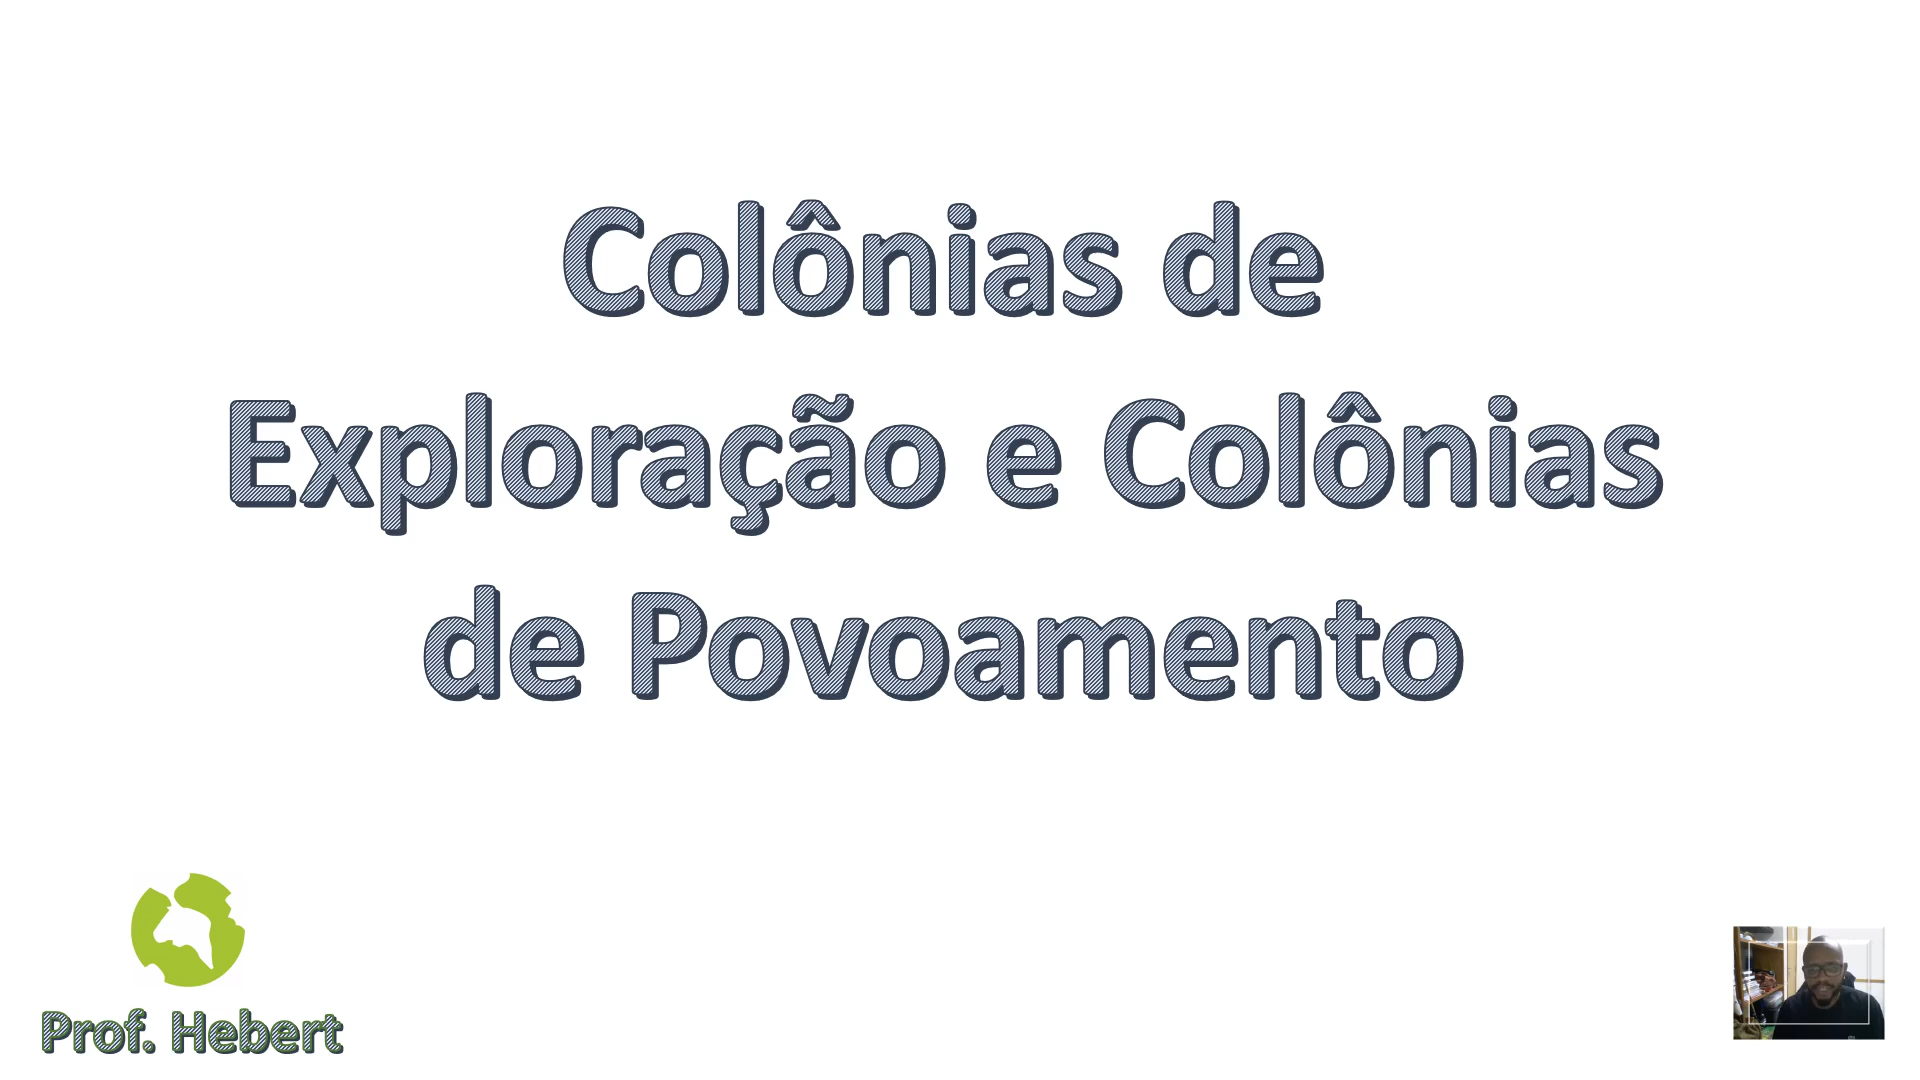 Colônias de
Exploração e Colônias
de Povoamento
Prof. Hebert